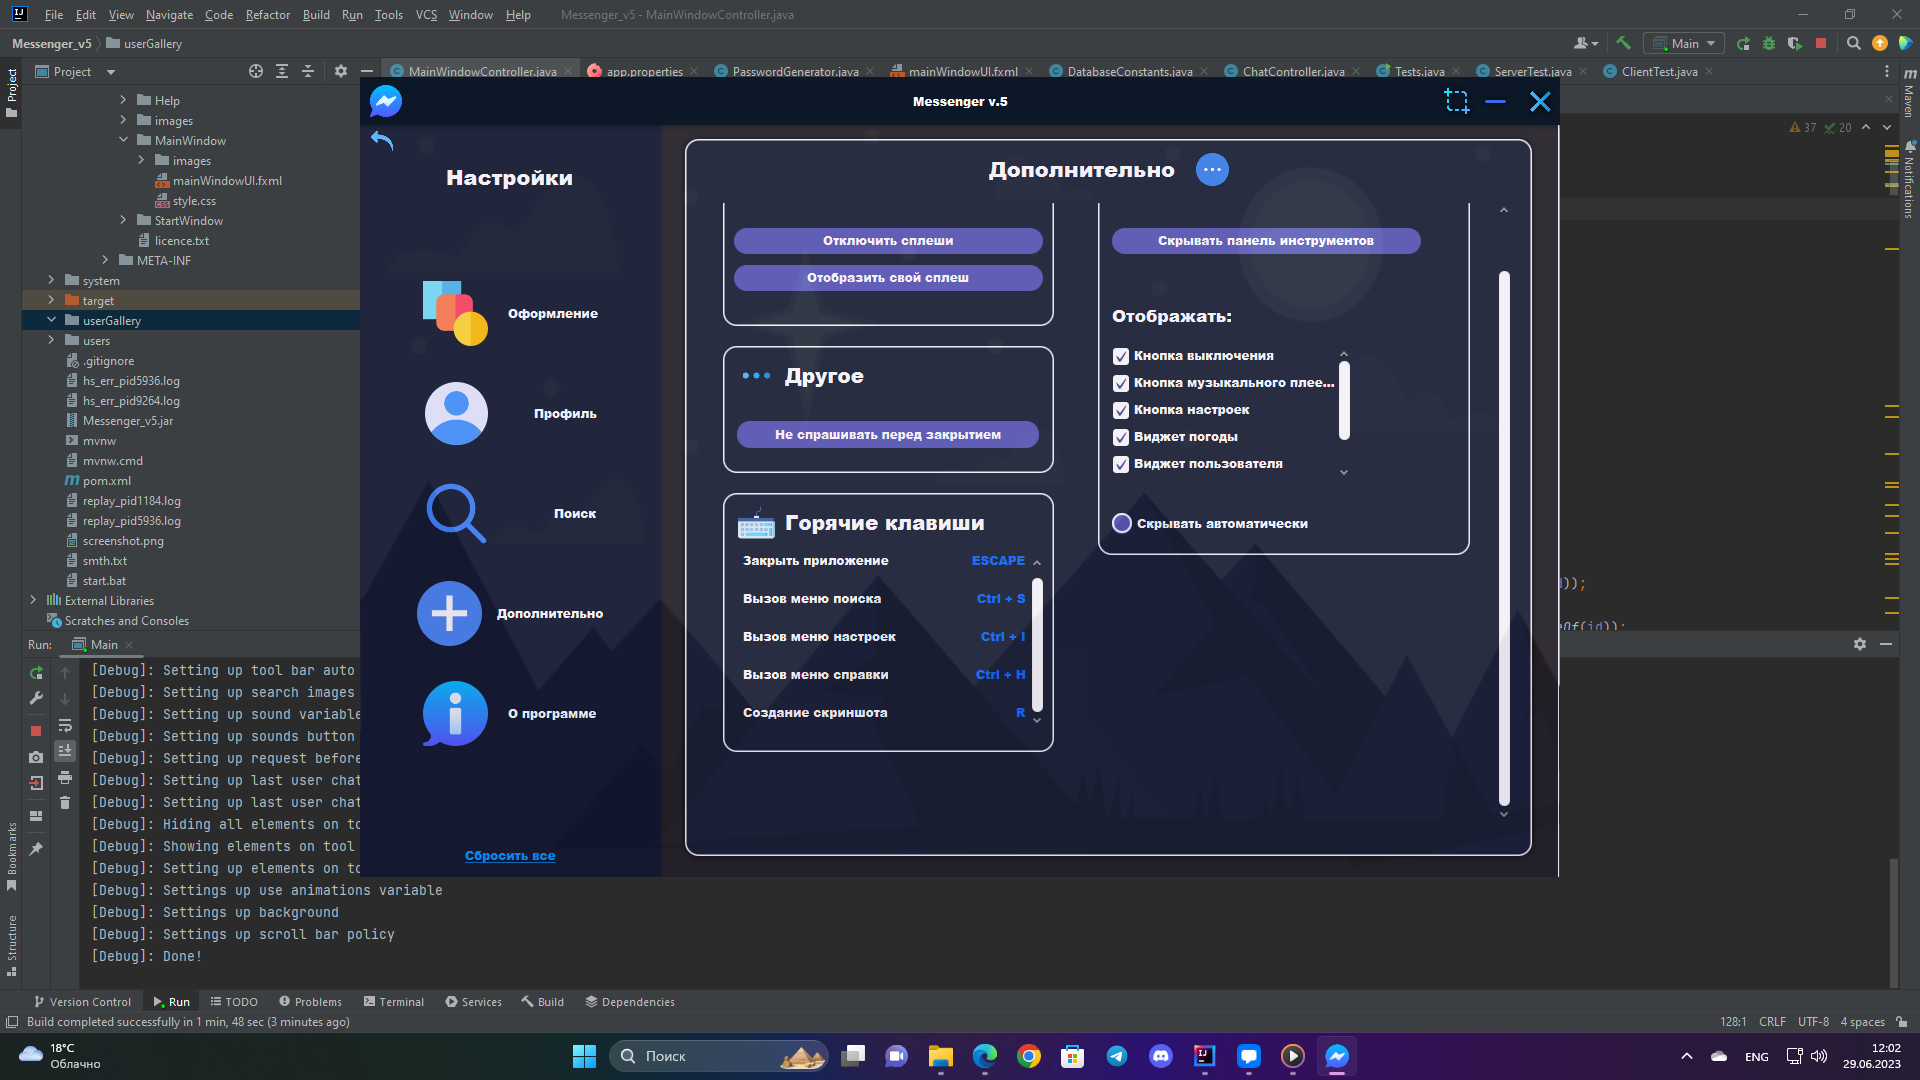 File Edit View Navigate Code Refactor Build Run Tools VCS Window Help Messenger_v5 - MainWindowController.java
Messenger_v5 userGallery Main
Project MainWindowController.java app.properties PasswordGenerator.java mainWindowUI.fxml DatabaseConstants.java ChatController.java Tests.java ServerTest.java ClientTest.java
Project
Maven
Notifications
Bookmarks
Structure
Help
images
MainWindow
images
mainWindowUI.fxml
style.css
StartWindow
licence.txt
META-INF
system
target
userGallery
users
.gitignore
hs_err_pid5936.log
hs_err_pid9264.log
Messenger_v5.jar
mvnw
mvnw.cmd
pom.xml
replay_pid1184.log
replay_pid5936.log
screenshot.png
smth.txt
start.bat
External Libraries
Scratches and Consoles
37 20
));
Of(id));
Messenger v.5
Настройки
Оформление
Профиль
Поиск
Дополнительно
О программе
Сбросить все
Дополнительно
Отключить сплеши
Отобразить свой сплеш
Другое
Не спрашивать перед закрытием
Горячие клавиши
Закрыть приложение ESCAPE
Вызов меню поиска Ctrl + S
Вызов меню настроек Ctrl + I
Вызов меню справки Ctrl + H
Создание скриншота R
Скрывать панель инструментов
Отображать:
Кнопка выключения
Кнопка музыкального плее...
Кнопка настроек
Виджет погоды
Виджет пользователя
Скрывать автоматически
Run: Main
[Debug]: Setting up tool bar auto
[Debug]: Setting up search images
[Debug]: Setting up sound variable
[Debug]: Setting up sounds button
[Debug]: Setting up request before
[Debug]: Setting up last user chat
[Debug]: Setting up last user chat
[Debug]: Hiding all elements on to
[Debug]: Showing elements on tool
[Debug]: Setting up elements on to
[Debug]: Settings up use animations variable
[Debug]: Settings up background
[Debug]: Settings up scroll bar policy
[Debug]: Done!
Version Control Run TODO Problems Terminal Services Build Dependencies
Build completed successfully in 1 min, 48 sec (3 minutes ago) 128:1 CRLF UTF-8 4 spaces
18°C
Облачно
Поиск
ENG
12:02
29.06.2023